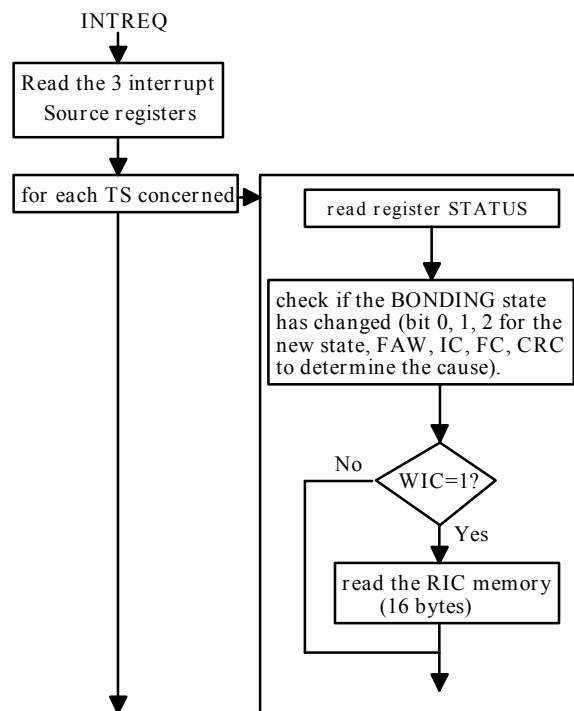 INTREQ
Read the 3 interrupt
Source registers
for each TS concerned
read register STATUS
check if the BONDING state
has changed (bit 0, 1, 2 for the
new state, FAW, IC, FC, CRC
to determine the cause).
No
WIC=1?
Yes
read the RIC memory
(16 bytes)